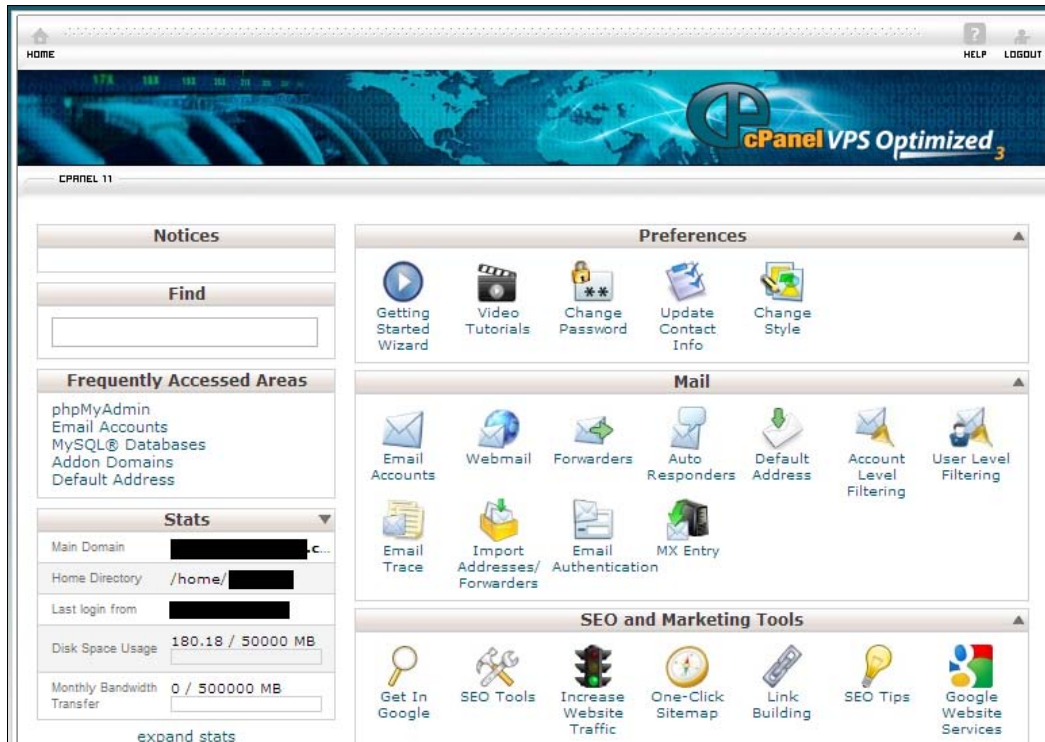 HOME
HELP LOGOUT
cPanel VPS Optimized 3
CPANEL 11
Notices
Find
Frequently Accessed Areas
phpMyAdmin
Email Accounts
MySQL® Databases
Addon Domains
Default Address
Stats
Main Domain .c...
Home Directory /home/
Last login from
Disk Space Usage 180.18 / 50000 MB
Monthly Bandwidth
Transfer
0 / 500000 MB
expand stats
Preferences
Getting
Started
Wizard
Video
Tutorials
**
Change
Password
Update
Contact
Info
Change
Style
Mail
Email
Accounts
Webmail
Forwarders
Auto
Responders
Default
Address
Account
Level
Filtering
User Level
Filtering
Email
Trace
Import
Addresses/
Forwarders
Email
Authentication
MX Entry
SEO and Marketing Tools
Get In
Google
SEO Tools
Increase
Website
Traffic
One-Click
Sitemap
Link
Building
SEO Tips
Google
Website
Services